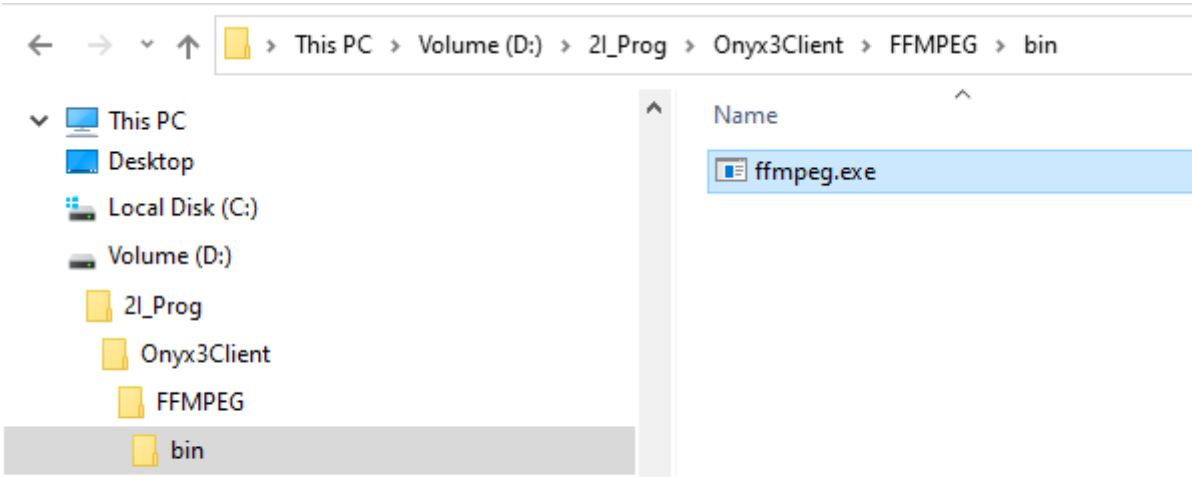 This PC > Volume (D:) > 2I_Prog > Onyx3Client > FFMPEG > bin
This PC
Desktop
Local Disk (C:)
Volume (D:)
2I_Prog
Onyx3Client
FFMPEG
bin
Name
ffmpeg.exe